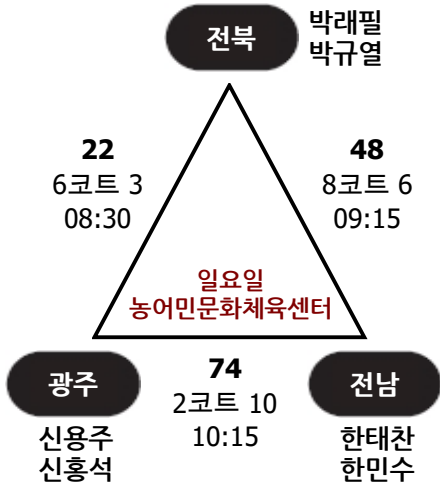 전북
박래필
박규열
22
6코트 3
08:30
48
8코트 6
09:15
일요일
농어민문화체육센터
광주
신용주
신홍석
74
2코트 10
10:15
전남
한태찬
한민수